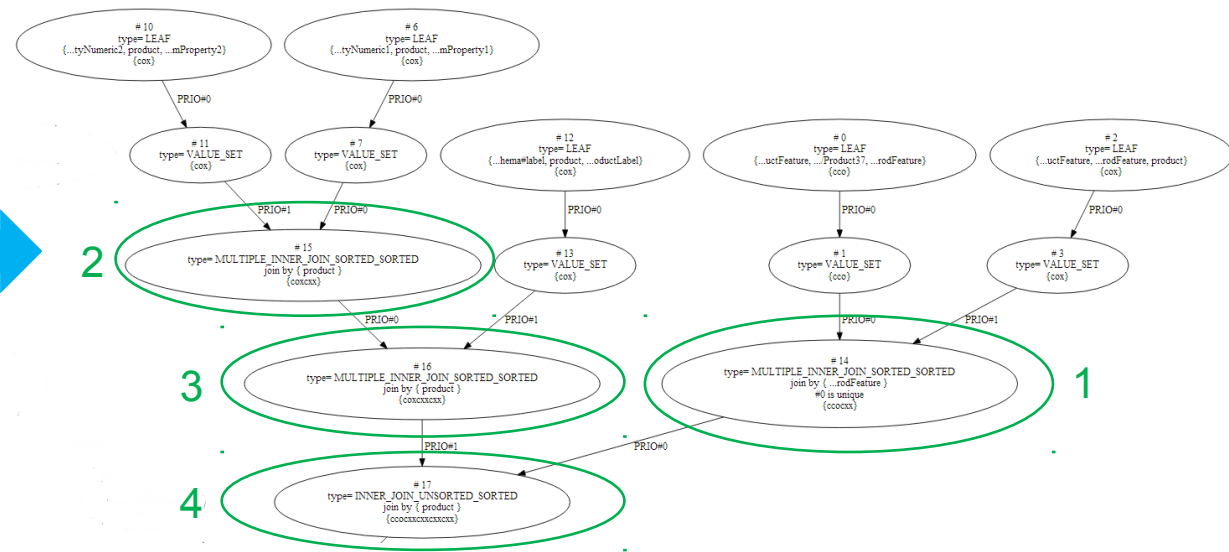 # 10
type= LEAF
{...tyNumeric2, product, ...mProperty2}
{cox}
# 6
type= LEAF
{...tyNumeric1, product, ...mProperty1}
{cox}
PRIO#0
PRIO#0
# 11
type= VALUE_SET
{cox}
# 7
type= VALUE_SET
{cox}
# 12
type= LEAF
{...hema#label, product, ...oductLabel}
{cox}
# 0
type= LEAF
{...uctFeature, .../Product37, ...rodFeature}
{cco}
# 2
type= LEAF
{...uctFeature, ...rodFeature, product}
{cox}
PRIO#1
PRIO#0
PRIO#0
PRIO#0
PRIO#0
2
# 15
type= MULTIPLE_INNER_JOIN_SORTED_SORTED
join by { product }
{coxcxx}
# 13
type= VALUE_SET
{cox}
# 1
type= VALUE_SET
{cco}
# 3
type= VALUE_SET
{cox}
PRIO#0
PRIO#1
PRIO#0
PRIO#1
3
# 16
type= MULTIPLE_INNER_JOIN_SORTED_SORTED
join by { product }
{coxcxxcxx}
# 14
type= MULTIPLE_INNER_JOIN_SORTED_SORTED
join by { ...rodFeature }
#0 is unique
{ccocxx}
1
PRIO#1
PRIO#0
4
# 17
type= INNER_JOIN_UNSORTED_SORTED
join by { product }
{ccocxxcxxcxxcxx}